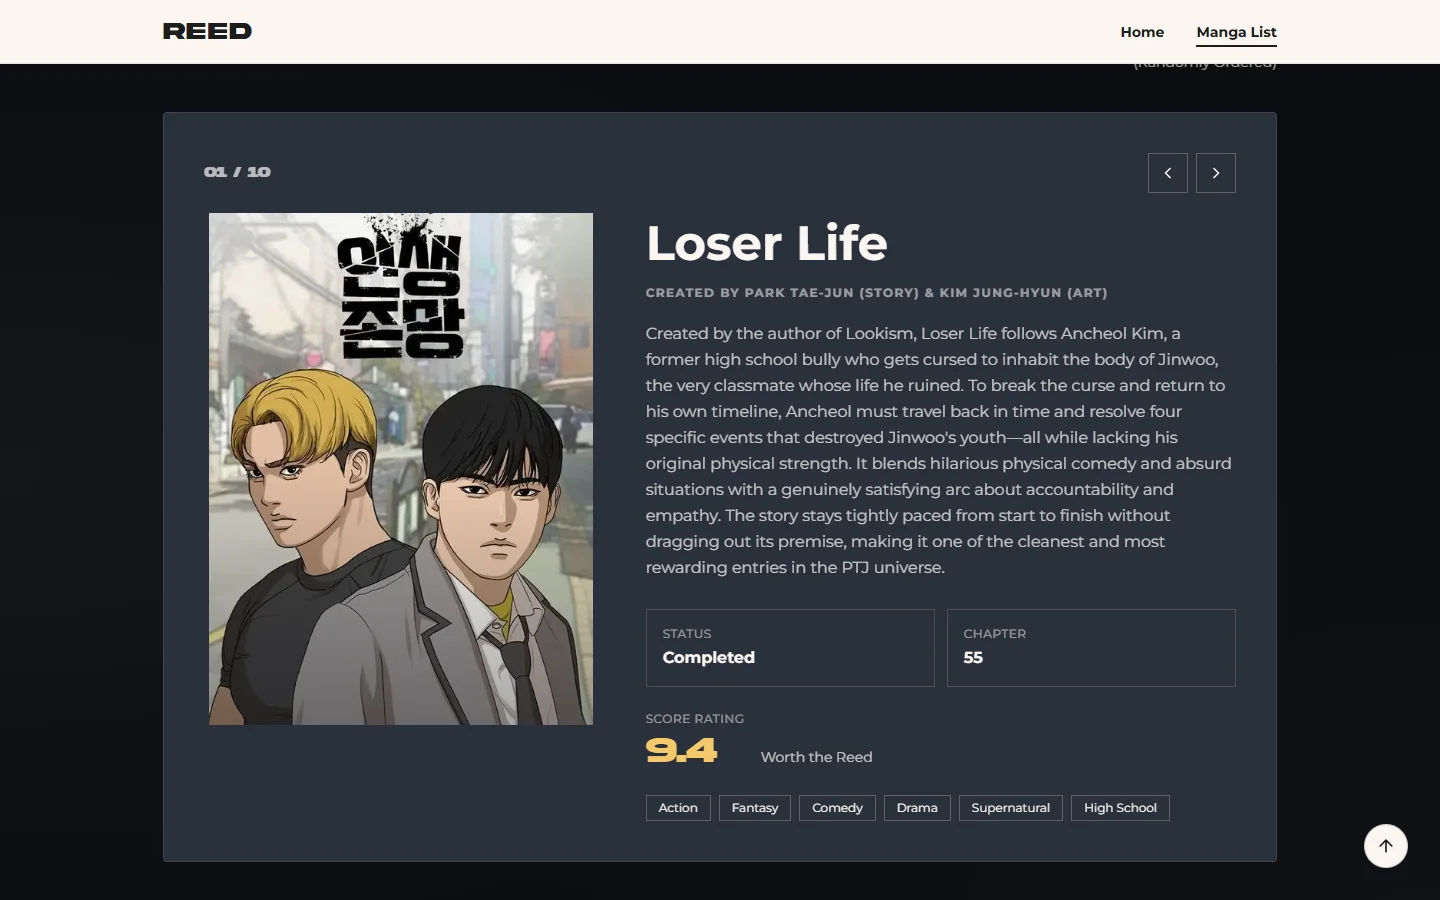 REED
Home
Manga List
(Randomly Ordered)
01 / 10
인생
존망
Loser Life
CREATED BY PARK TAE-JUN (STORY) & KIM JUNG-HYUN (ART)
Created by the author of Lookism, Loser Life follows Ancheol Kim, a
former high school bully who gets cursed to inhabit the body of Jinwoo,
the very classmate whose life he ruined. To break the curse and return to
his own timeline, Ancheol must travel back in time and resolve four
specific events that destroyed Jinwoo's youth—all while lacking his
original physical strength. It blends hilarious physical comedy and absurd
situations with a genuinely satisfying arc about accountability and
empathy. The story stays tightly paced from start to finish without
dragging out its premise, making it one of the cleanest and most
rewarding entries in the PTJ universe.
STATUS
Completed
CHAPTER
55
SCORE RATING
9.4
Worth the Reed
Action
Fantasy
Comedy
Drama
Supernatural
High School